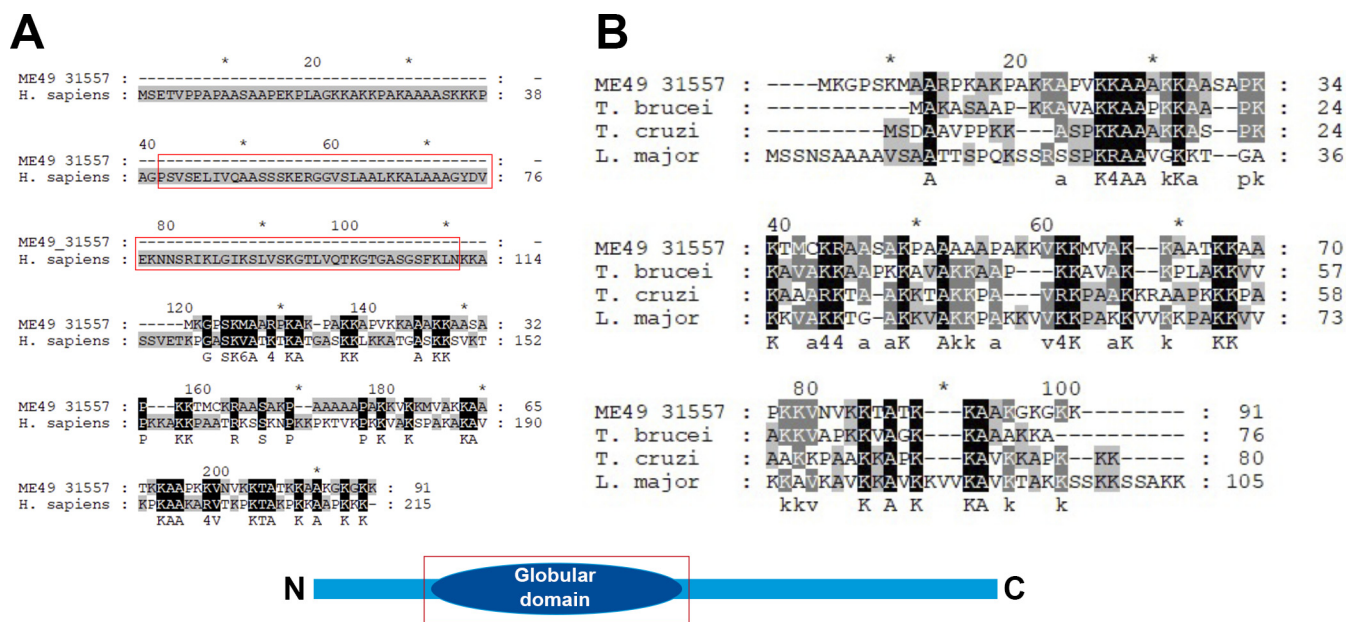 A
* 20 *
ME49 31557 : -------------------------------------- : -
H. sapiens : MSETVPPAPAASAAPEKPLAGKKAKKPAKAAAASKKKP : 38
40 * 60 *
ME49 31557 : -------------------------------------- : -
H. sapiens : AGPSVSELIVQAASSSKERGGVSLAALKKALAAAGYDV : 76
80 * 100 *
ME49_31557 : -------------------------------------- : -
H. sapiens : EKNNSRIKLGIKSLVSKGTLVQTKGTGASGSFKLNKKA : 114
120 * 140 *
ME49 31557 : -----MKGPSKMAARPKAK-PAKKAPVKKAAAKKAASA : 32
H. sapiens : SSVETKPGASKVATKTKATGASKKLKKATGASKKSVKT : 152
G SK6A 4 KA KK A KK
160 * 180 *
ME49 31557 : P---KKTMCKRAASAKP--AAAAAPAKKVKKMVAKKAA : 65
H. sapiens : PKKAKKPAATRKSSKNPKKPKTVKPKKVAKSPAKAKAV : 190
P KK R S P P K K KA
200 *
ME49 31557 : TKKAAPKKVNVKKTATKKAAKGKGKK : 91
H. sapiens : KPKAAKARVTKPKTAKPKKAAPKKK- : 215
KAA 4V KTA K A K K
B
* 20 *
ME49 31557 : ----MKGPSKMAARPKAKPAKKAPVKKAAAKKAASAPK : 34
T. brucei : -----------MAKASAAP-KKAVAKKAAPKKAA--PK : 24
T. cruzi : ---------MSDAAVPPKK---ASPKKAAAKKAS--PK : 24
L. major : MSSNSAAAAVSAATTSPQKSSRSSPKRAAVGKKT--GA : 36
A a K4AA kKa pk
40 * 60 *
ME49 31557 : KTMCKRAASAKPAAAAAPAKKVKKMVAK--KAATKKAA : 70
T. brucei : KAVAKKAAPKKAVAKKAAP---KKAVAK--KPLAKKVV : 57
T. cruzi : KAAARKTA-AKKTAKKPA---VRKPAAKKRAAPKKKPA : 58
L. major : KKVAKKTG-AKKVAKKPAKKVVKKPAKKVVKKPAKKVV : 73
K a44 a aK Akk a v4K aK k KK
80 * 100
ME49 31557 : PKKVNVKKTATK---KAAKGKGKK-------- : 91
T. brucei : AKKVAPKKVAGK---KAAAKKA---------- : 76
T. cruzi : AAKKPAAKKAPK---KAVKKAPK-KK------ : 80
L. major : KKAVKAVKKAVKKVVKAVKTAKKSSKKSSAKK : 105
kkv K A K KA k k
N
Globular
domain
C